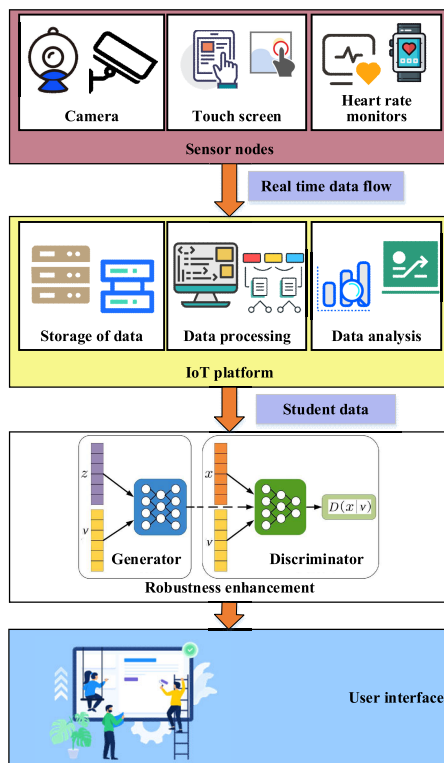 Camera
Touch screen
Heart rate
monitors
Sensor nodes
Real time data flow
Storage of data
Data processing
Data analysis
IoT platform
Student data
z
v
Generator
x
v
D(x|v)
Discriminator
Robustness enhancement
User interface